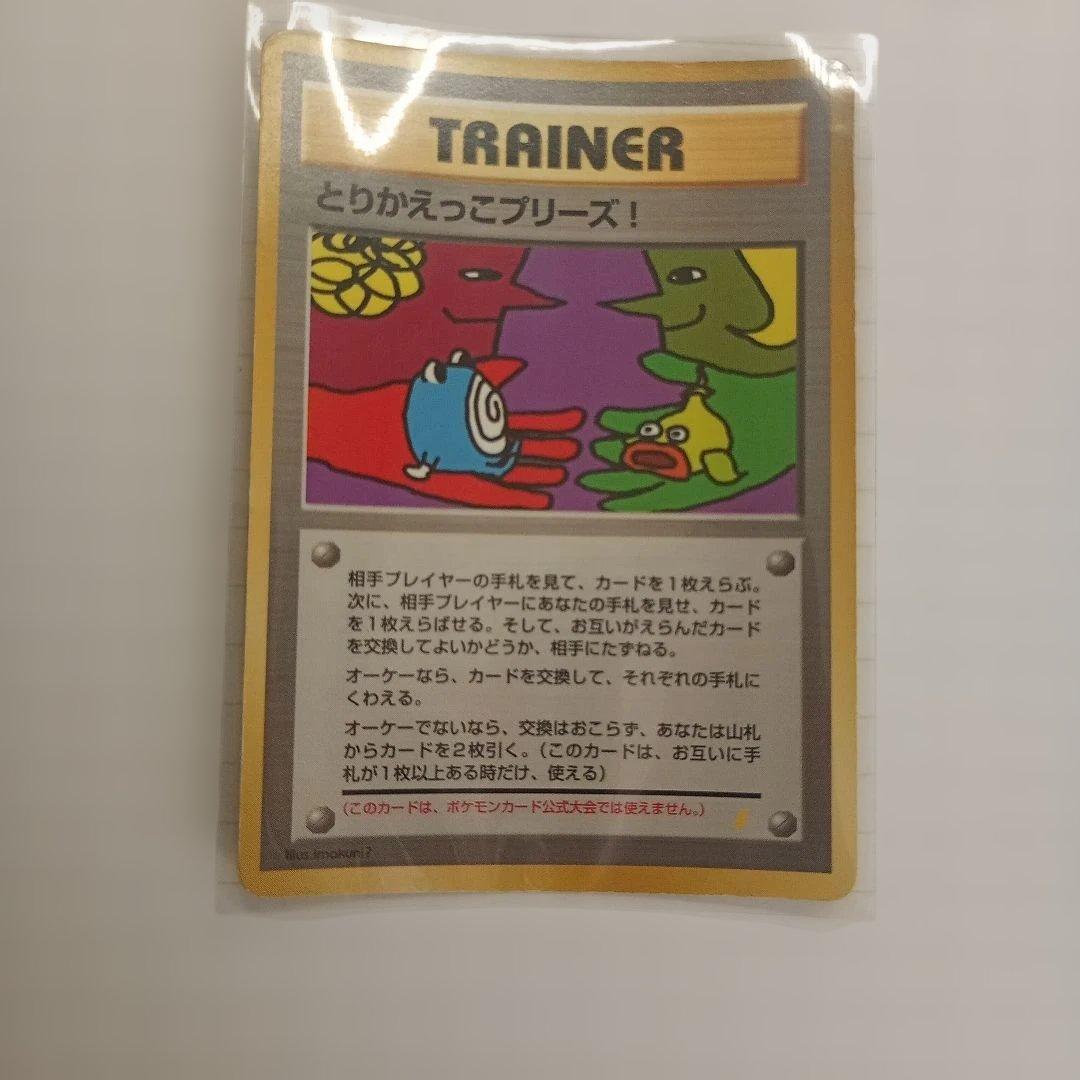 TRAINER
とりかえっこプリーズ！
相手プレイヤーの手札を見て、カードを1枚えらぶ。
次に、相手プレイヤーにあなたの手札を見せ、カード
を1枚えらばせる。そして、お互いがえらんだカード
を交換してよいかどうか、相手にたずねる。
オーケーなら、カードを交換して、それぞれの手札に
くわえる。
オーケーでないなら、交換はおこらず、あなたは山札
からカードを2枚引く。（このカードは、お互いに手
札が1枚以上ある時だけ、使える）
（このカードは、ポケモンカード公式大会では使えません。）
Illus.Imakuni?